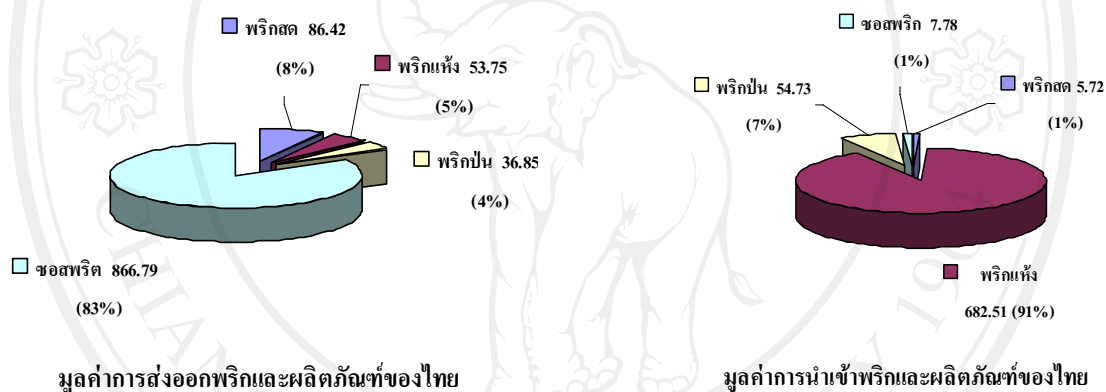 พริกสด 86.42
(8%)
พริกแห้ง 53.75
(5%)
พริกป่น 36.85
(4%)
ซอสพริต 866.79
(83%)
มูลค่าการส่งออกพริกและผลิตภัณฑ์ของไทย
ซอสพริก 7.78
(1%)
พริกป่น 54.73
(7%)
พริกสด 5.72
(1%)
พริกแห้ง
682.51 (91%)
มูลค่าการนำเข้าพริกและผลิตภัณฑ์ของไทย